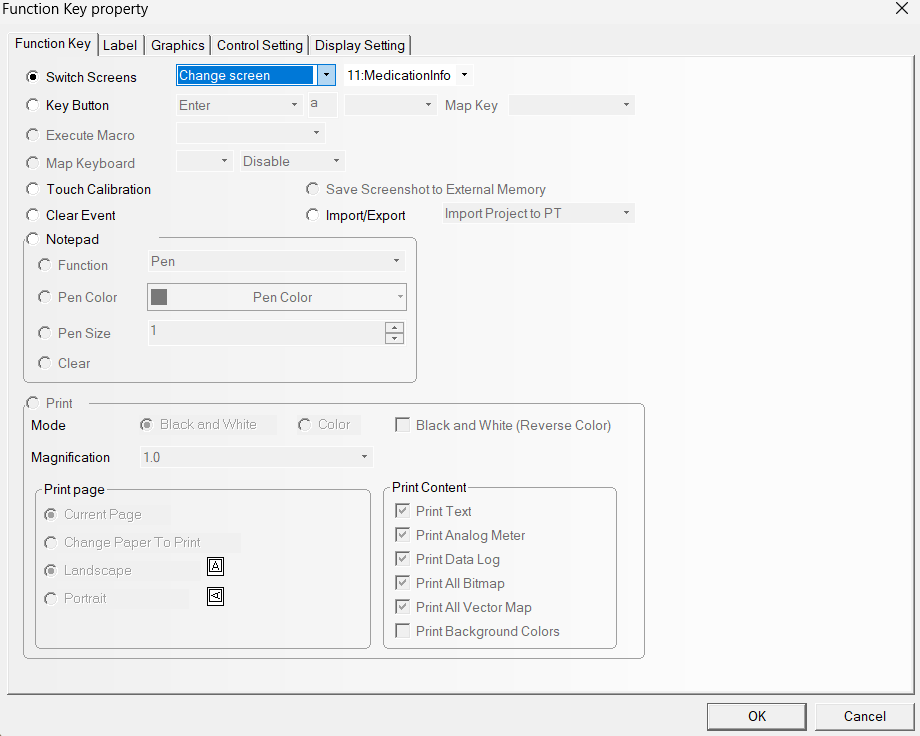 Function Key property
Function Key Label Graphics Control Setting Display Setting
Switch Screens Change screen 11:MedicationInfo
Key Button Enter a Map Key
Execute Macro
Map Keyboard Disable
Touch Calibration Save Screenshot to External Memory
Clear Event Import/Export Import Project to PT
Notepad
Function Pen
Pen Color Pen Color
Pen Size 1
Clear
Print
Mode Black and White Color Black and White (Reverse Color)
Magnification 1.0
Print page
Current Page
Change Paper To Print
Landscape A
Portrait A
Print Content
Print Text
Print Analog Meter
Print Data Log
Print All Bitmap
Print All Vector Map
Print Background Colors
OK Cancel